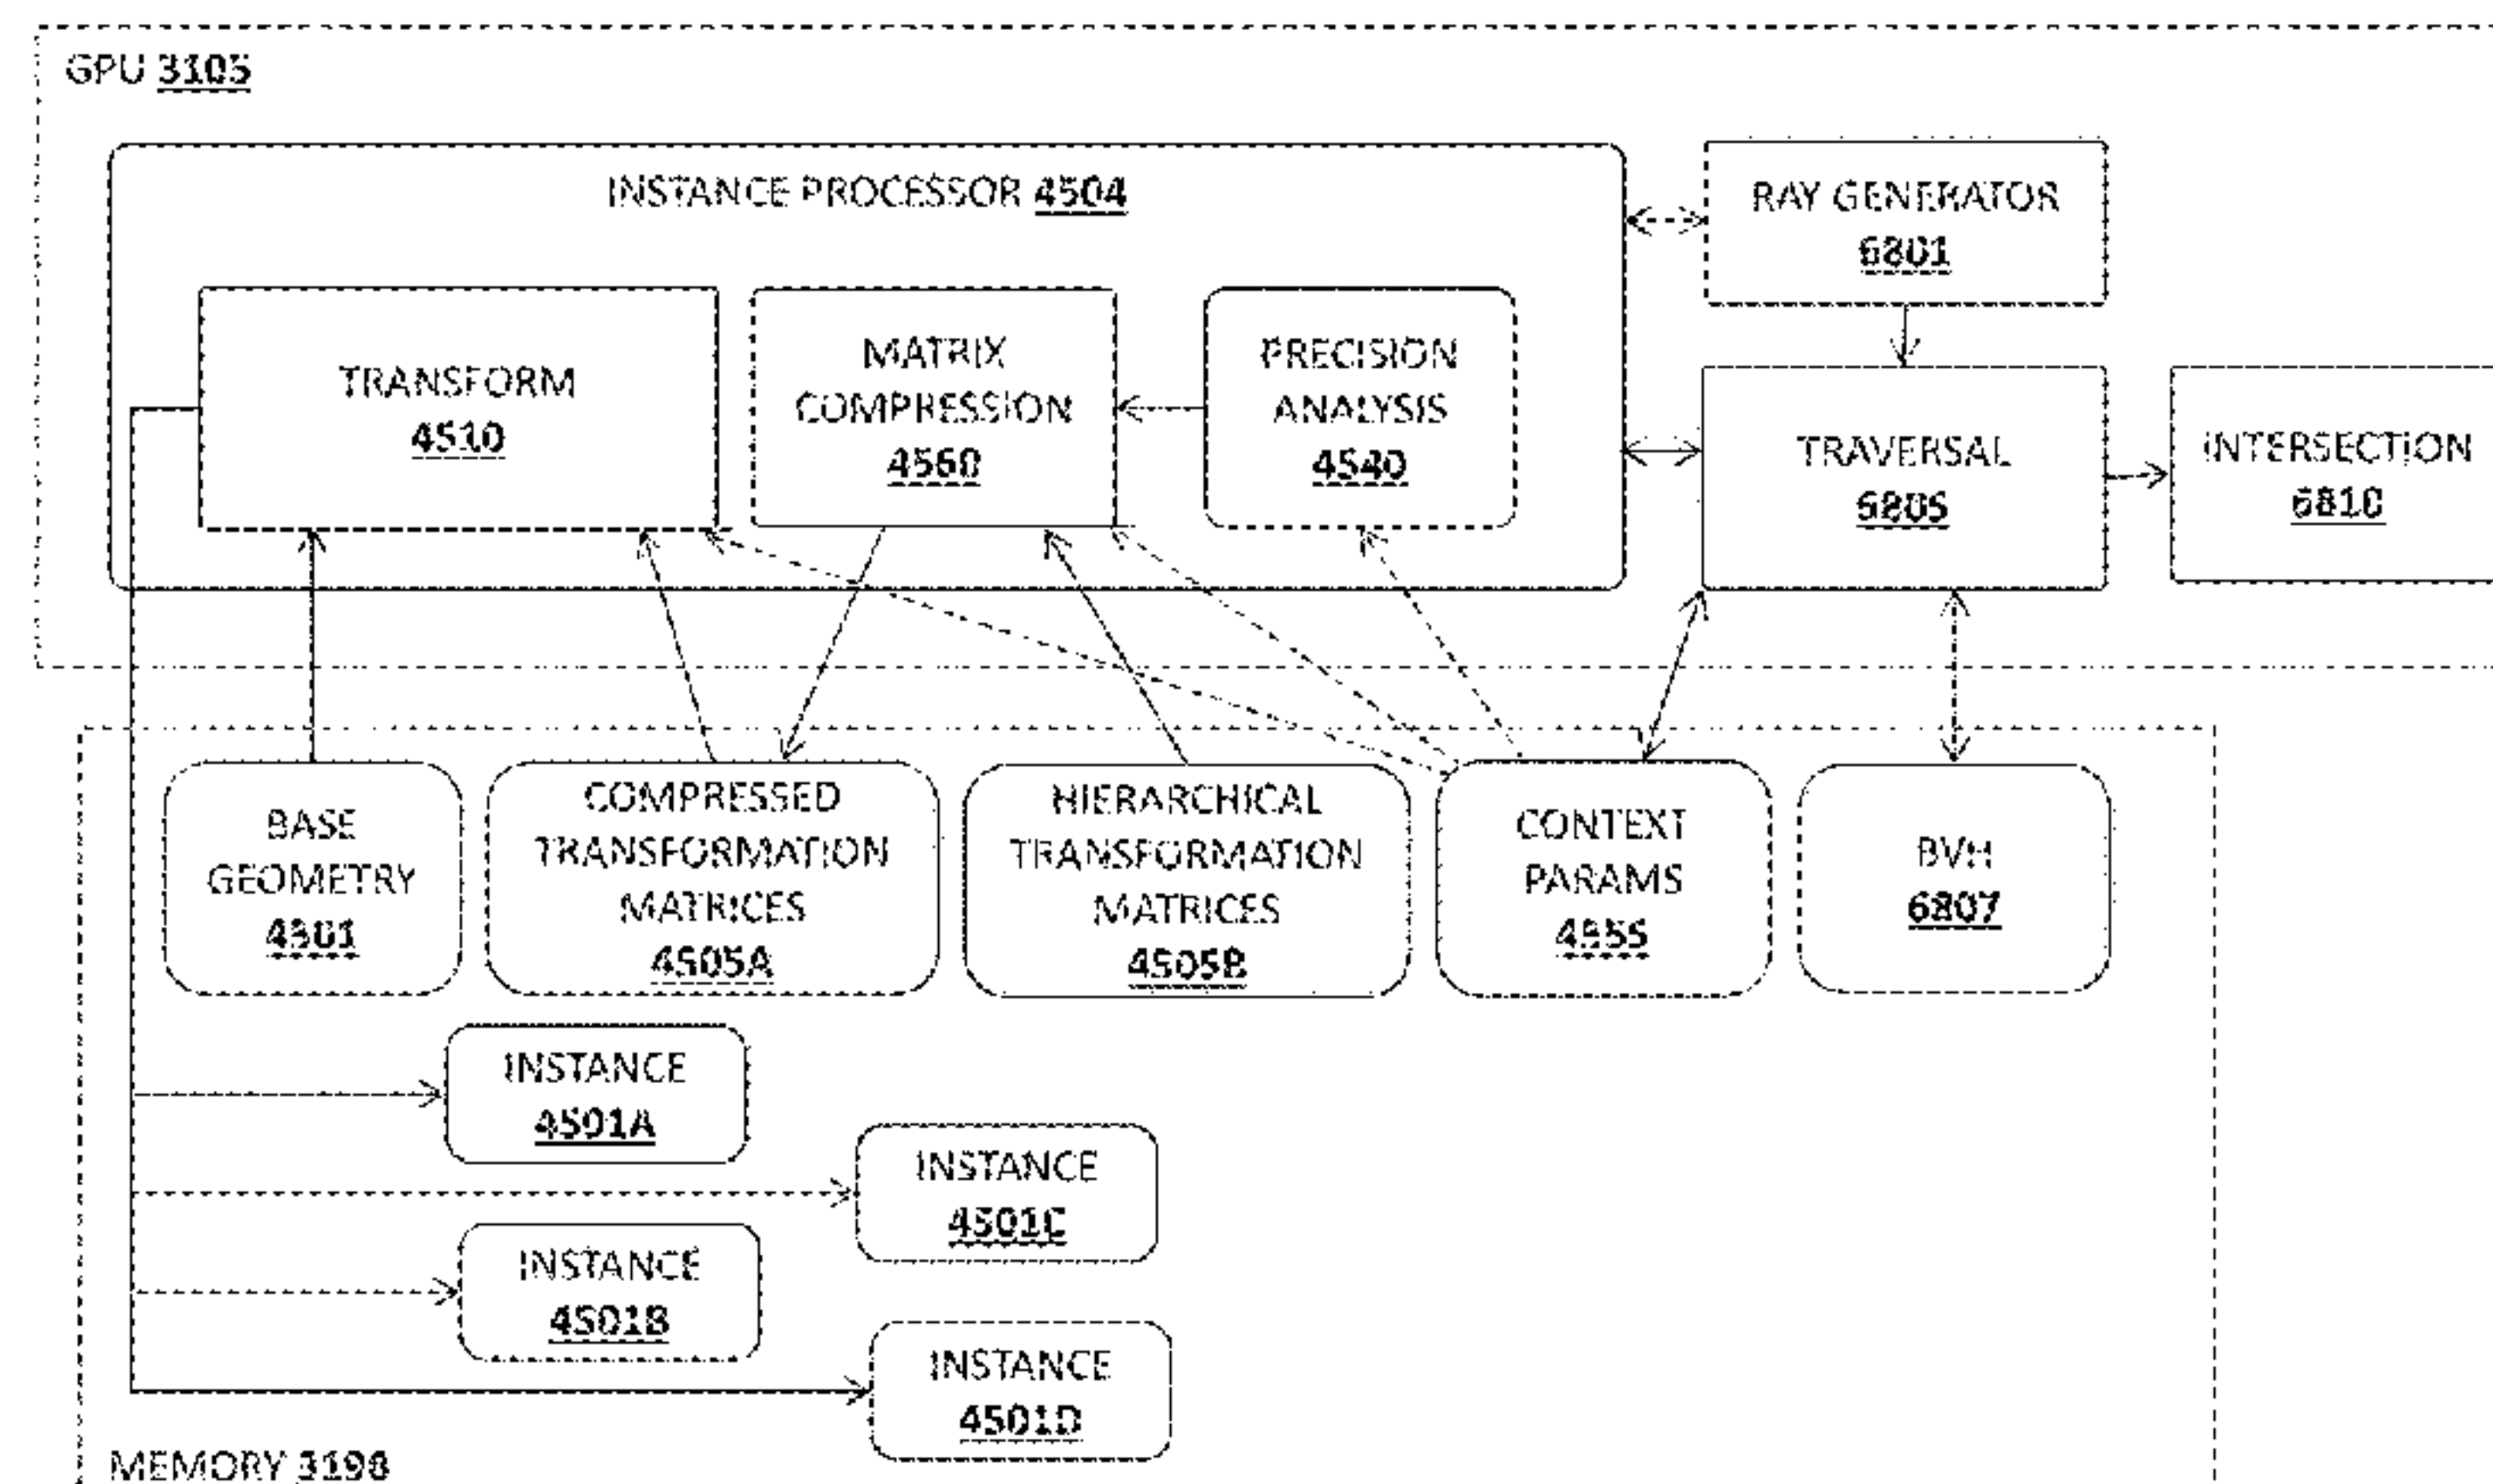 GPU 3105
INSTANCE PROCESSOR 4504
RAY GENERATOR
6801
TRANSFORM
4510
MATRIX
COMPRESSION
4560
PRECISION
ANALYSIS
4540
TRAVERSAL
6805
INTERSECTION
6810
BASE
GEOMETRY
4501
COMPRESSED
TRANSFORMATION
MATRICES
4505A
HIERARCHICAL
TRANSFORMATION
MATRICES
4505B
CONTEXT
PARAMS
BVH
6807
INSTANCE
4501A
INSTANCE
4501C
INSTANCE
4501B
INSTANCE
4501D
MEMORY 3198